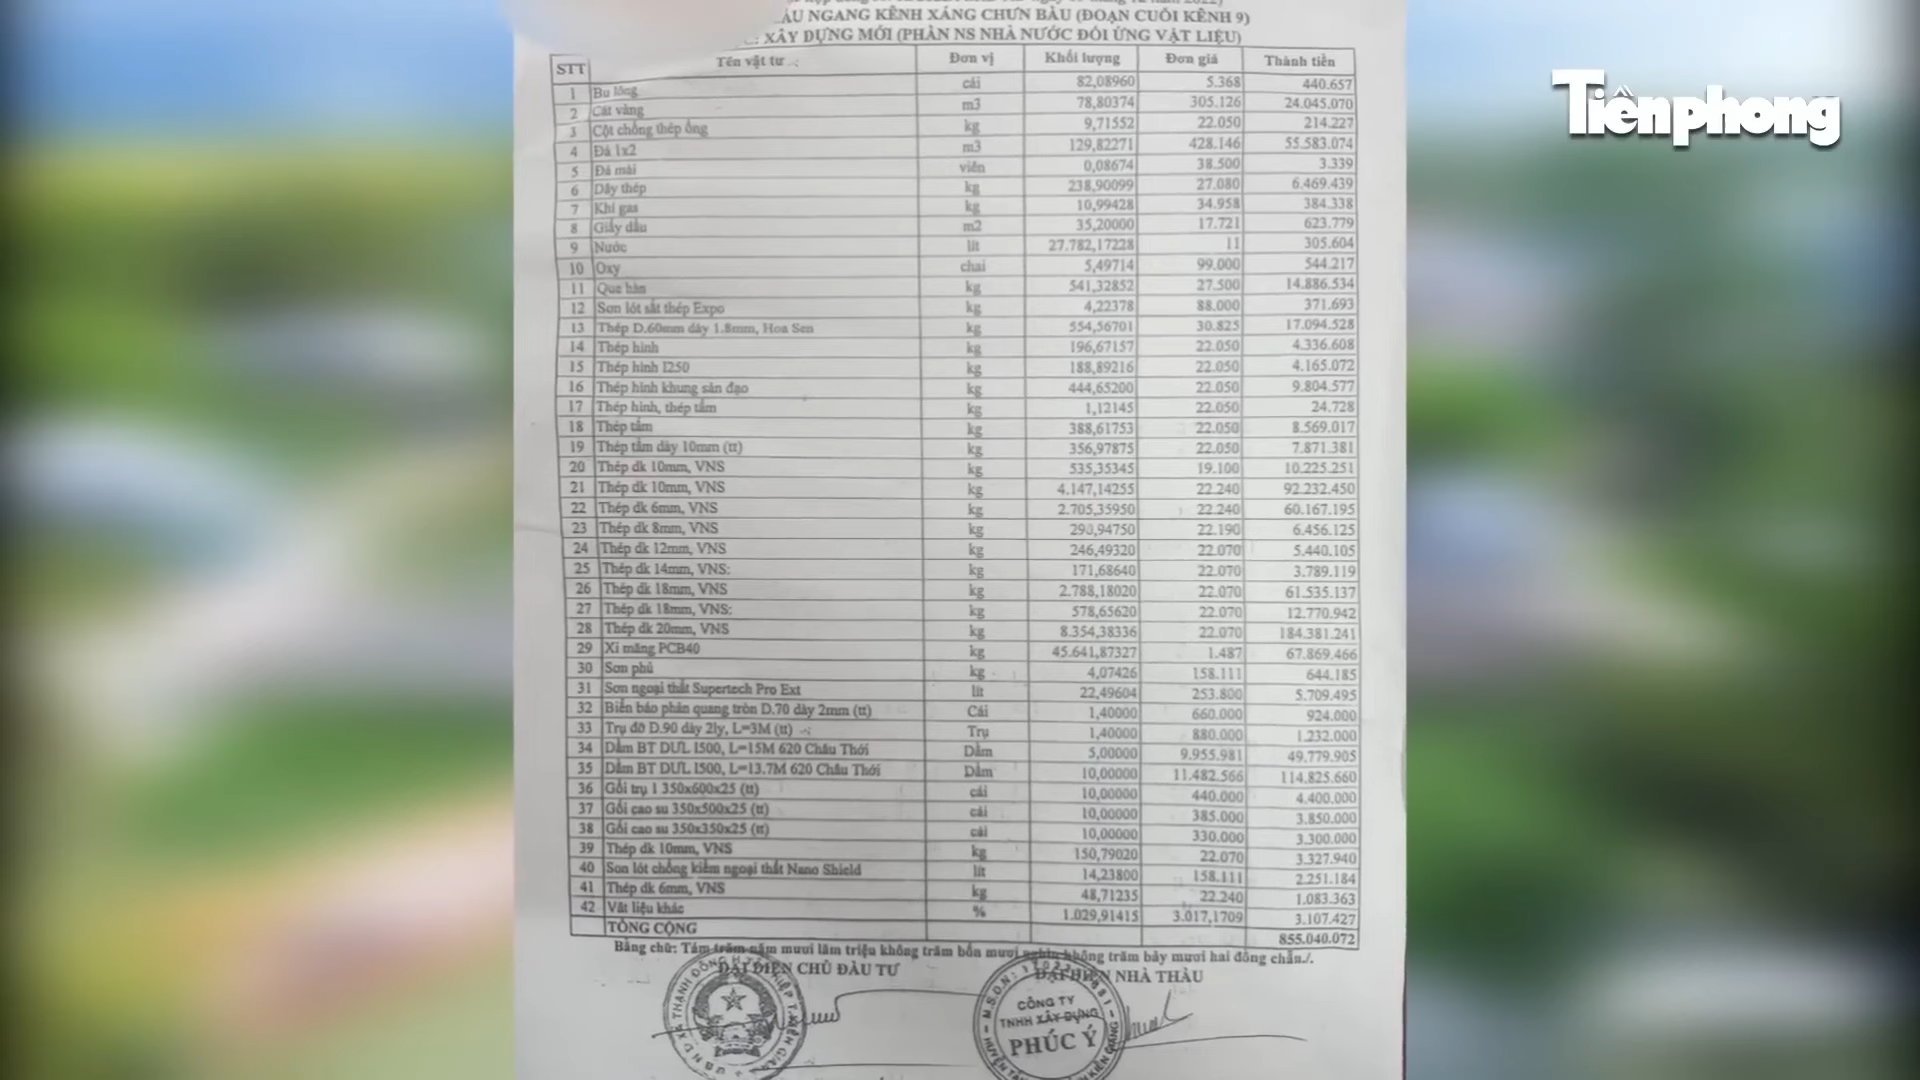 ẦU NGANG KÊNH XÁNG CHƯN BẦU (ĐOẠN CUỐI KÊNH 9)
XÂY DỰNG MỚI (PHẦN NS NHÀ NƯỚC ĐỐI ỨNG VẬT LIỆU)
Tiềnphong
STT Tên vật tư Đơn vị Khối lượng Đơn giá Thành tiền
1 Bu lông cái 82,08960 5.368 440.657
2 Cát vàng m3 78,80374 305.126 24.045.070
3 Cột chống thép ống kg 9,71552 22.050 214.227
4 Đá 1x2 m3 129,82271 428.146 55.583.074
5 Đá mài viên 0,08674 38.500 3.339
6 Dây thép kg 238,90099 27.080 6.469.439
7 Khí gas kg 10,99428 34.958 384.338
8 Giấy dầu m2 35,20000 17.721 623.779
9 Nước lít 27.782,17228 11 305.604
10 Oxy chai 5,49714 99.000 544.217
11 Que hàn kg 541,32852 27.500 14.886.534
12 Sơn lót sắt thép Expo kg 4,22378 88.000 371.693
13 Thép D.60mm dày 1.8mm, Hoa Sen kg 554,56701 30.825 17.094.528
14 Thép hình kg 196,67157 22.050 4.336.608
15 Thép hình I250 kg 188,89216 22.050 4.165.072
16 Thép hình khung sàn đạo kg 444,65200 22.050 9.804.577
17 Thép hình, thép tấm kg 1,12145 22.050 24.728
18 Thép tấm kg 388,61753 22.050 8.569.017
19 Thép tấm dày 10mm (tt) kg 356,97875 22.050 7.871.381
20 Thép dk 10mm, VNS kg 535,35345 19.100 10.225.251
21 Thép dk 10mm, VNS kg 4.147,14255 22.240 92.232.450
22 Thép dk 6mm, VNS kg 2.705,35950 22.240 60.167.195
23 Thép dk 8mm, VNS kg 290,94750 22.190 6.456.125
24 Thép dk 12mm, VNS kg 246,49320 22.070 5.440.105
25 Thép dk 14mm, VNS: kg 171,68640 22.070 3.789.119
26 Thép dk 18mm, VNS kg 2.788,18020 22.070 61.535.137
27 Thép dk 18mm, VNS: kg 578,65620 22.070 12.770.942
28 Thép dk 20mm, VNS kg 8.354,38336 22.070 184.381.241
29 Xi măng PCB40 kg 45.641,87327 1.487 67.869.466
30 Sơn phủ kg 4,07426 158.111 644.185
31 Sơn ngoại thất Supertech Pro Ext lít 22,49604 253.800 5.709.495
32 Biển báo phản quang tròn D.70 dày 2mm (tt) Cái 1,40000 660.000 924.000
33 Trụ đỡ D.90 dày 2ly, L=3M (tt) Trụ 1,40000 880.000 1.232.000
34 Dầm BT DƯL I500, L=15M 620 Châu Thới Dầm 5,00000 9.955.981 49.779.905
35 Dầm BT DƯL I500, L=13.7M 620 Châu Thới Dầm 10,00000 11.482.566 114.825.660
36 Gối trụ 1 350x600x25 (tt) cái 10,00000 440.000 4.400.000
37 Gối cao su 350x500x25 (tt) cái 10,00000 385.000 3.850.000
38 Gối cao su 350x350x25 (tt) cái 10,00000 330.000 3.300.000
39 Thép dk 10mm, VNS kg 150,79020 22.070 3.327.940
40 Sơn lót chống kiềm ngoại thất Nano Shield lít 14,23800 158.111 2.251.184
41 Thép dk 6mm, VNS kg 48,71235 22.240 1.083.363
42 Vật liệu khác % 1.029,91415 3.017,1709 3.107.427
TỔNG CỘNG 855.040.072
Bằng chữ: Tám trăm năm mươi lăm triệu không trăm bốn mươi nghìn không trăm bảy mươi hai đồng chẵn./.
ĐẠI DIỆN CHỦ ĐẦU TƯ
ĐẠI DIỆN NHÀ THẦU
CÔNG TY
TNHH XÂY DỰNG
PHÚC Ý